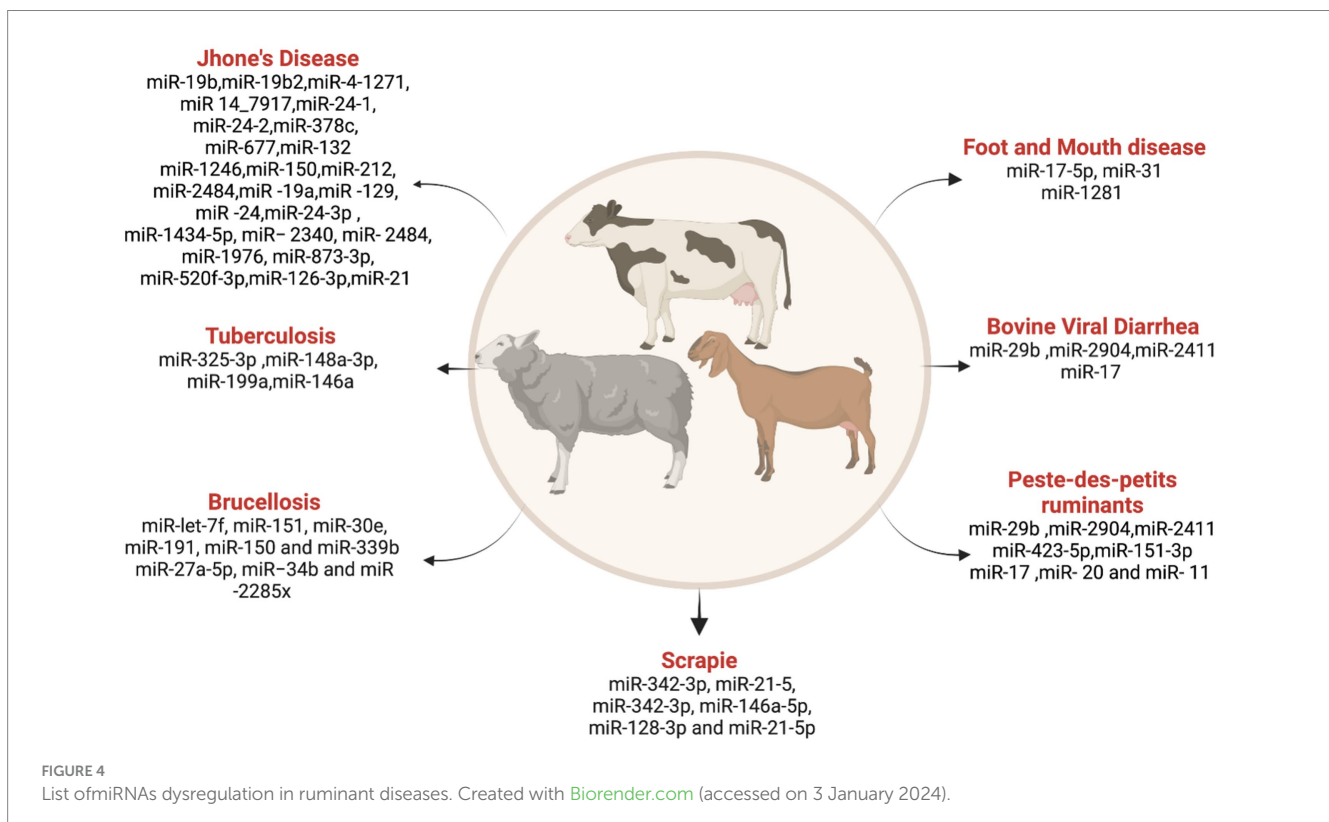 Jhone's Disease
miR-19b,miR-19b2,miR-4-1271,
miR 14_7917,miR-24-1,
miR-24-2,miR-378c,
miR-677,miR-132
miR-1246,miR-150,miR-212,
miR-2484,miR -19a,miR -129,
miR -24,miR-24-3p ,
miR-1434-5p, miR− 2340, miR- 2484,
miR-1976, miR-873-3p,
miR-520f-3p,miR-126-3p,miR-21
Tuberculosis
miR-325-3p ,miR-148a-3p,
miR-199a,miR-146a
Brucellosis
miR-let-7f, miR-151, miR-30e,
miR-191, miR-150 and miR-339b
miR-27a-5p, miR−34b and miR
-2285x
Scrapie
miR-342-3p, miR-21-5,
miR-342-3p, miR-146a-5p,
miR-128-3p and miR-21-5p
Foot and Mouth disease
miR-17-5p, miR-31
miR-1281
Bovine Viral Diarrhea
miR-29b ,miR-2904,miR-2411
miR-17
Peste-des-petits
ruminants
miR-29b ,miR-2904,miR-2411
miR-423-5p,miR-151-3p
miR-17 ,miR- 20 and miR- 11
FIGURE 4
List ofmiRNAs dysregulation in ruminant diseases. Created with Biorender.com (accessed on 3 January 2024).